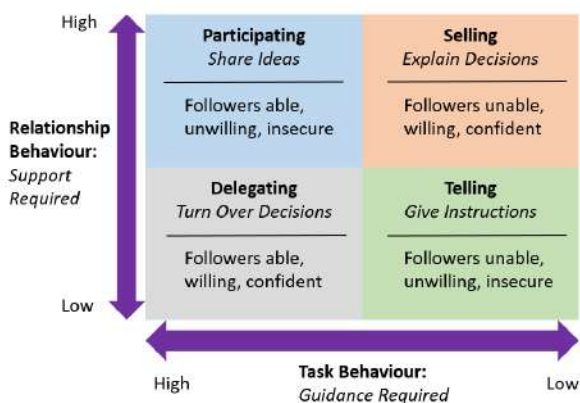 High
Participating
Share Ideas
Followers able,
unwilling, insecure
Selling
Explain Decisions
Followers unable,
willing, confident
Relationship
Behaviour:
Support
Required
Delegating
Turn Over Decisions
Followers able,
willing, confident
Telling
Give Instructions
Followers unable,
unwilling, insecure
Low
High
Task Behaviour:
Guidance Required
Low